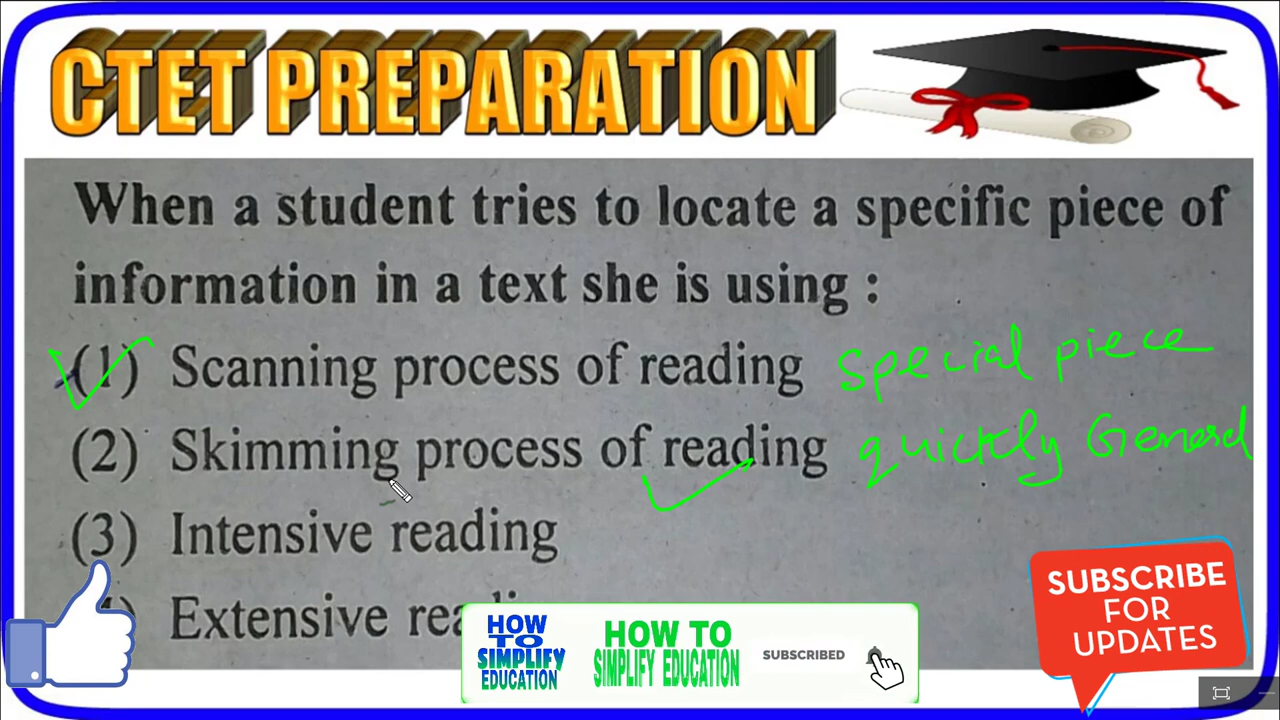 CTET PREPARATION
When a student tries to locate a specific piece of
information in a text she is using :
(1) Scanning process of reading special piece
(2) Skimming process of reading quickly General
(3) Intensive reading
Extensive
HOW
TO
SIMPLIFY
EDUCATION
HOW TO
SIMPLIFY EDUCATION
SUBSCRIBED
SUBSCRIBE
FOR
UPDATES